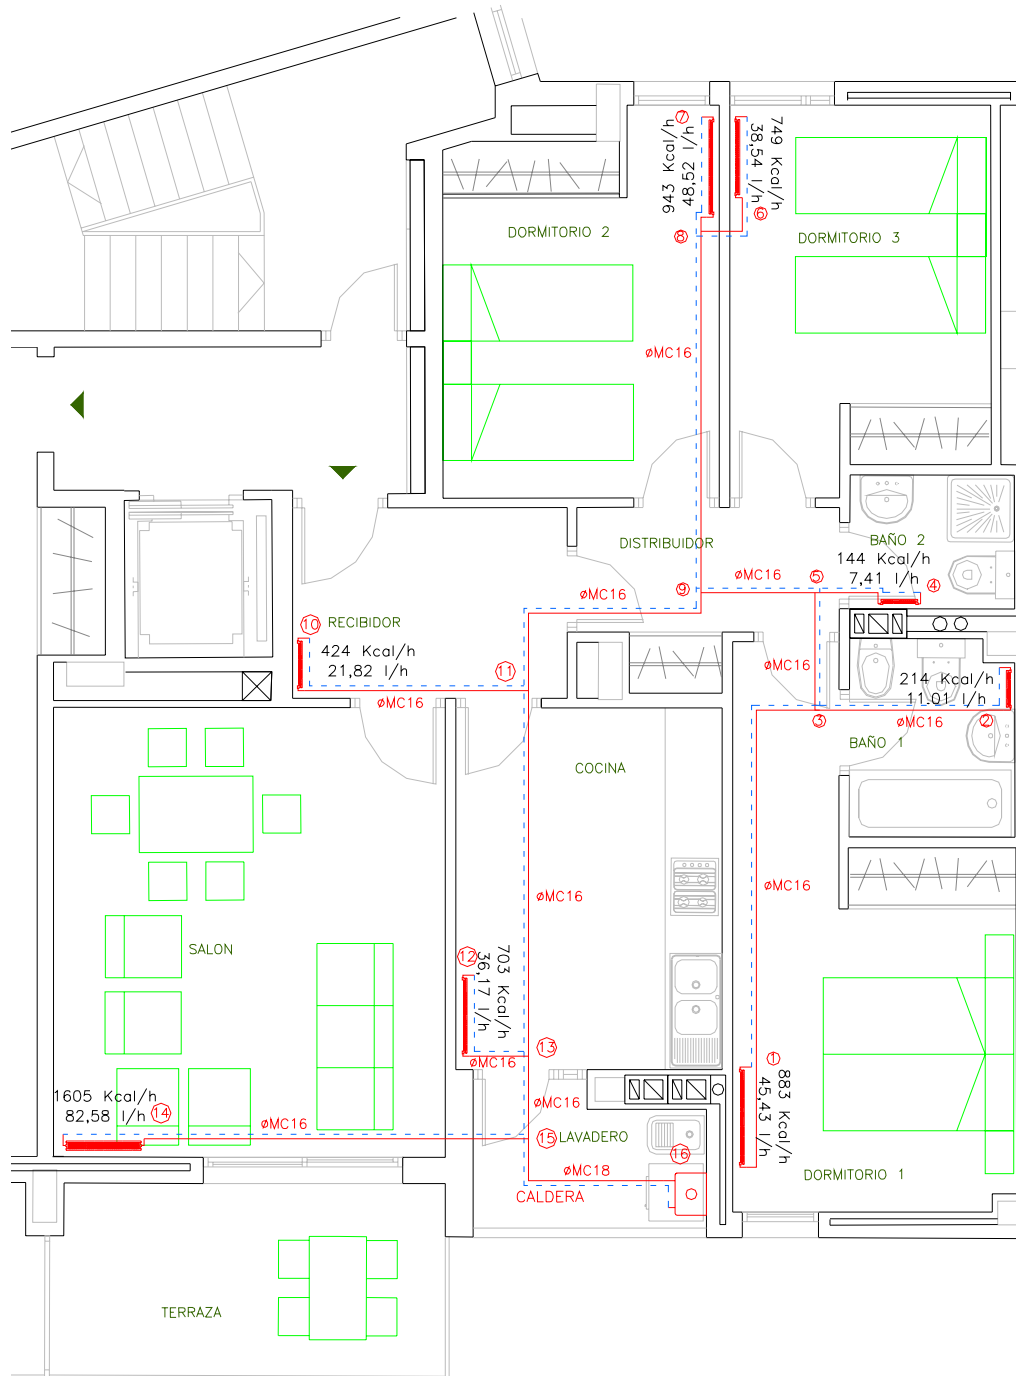 7
943 Kcal/h
48,52 l/h
749 Kcal/h
38,54 l/h
6
8
DORMITORIO 2
DORMITORIO 3
øMC16
DISTRIBUIDOR
BAÑO 2
144 Kcal/h
7,41 l/h
øMC16
5
4
9
øMC16
10
RECIBIDOR
424 Kcal/h
21,82 l/h
11
øMC16
øMC16
214 Kcal/h
11.01 l/h
3
øMC16
2
BAÑO 1
COCINA
øMC16
øMC16
SALON
12
703 Kcal/h
36,17 l/h
13
øMC16
1
883 Kcal/h
45,43 l/h
1605 Kcal/h
82,58 l/h
14
øMC16
øMC16
15
LAVADERO
16
øMC18
CALDERA
DORMITORIO 1
TERRAZA